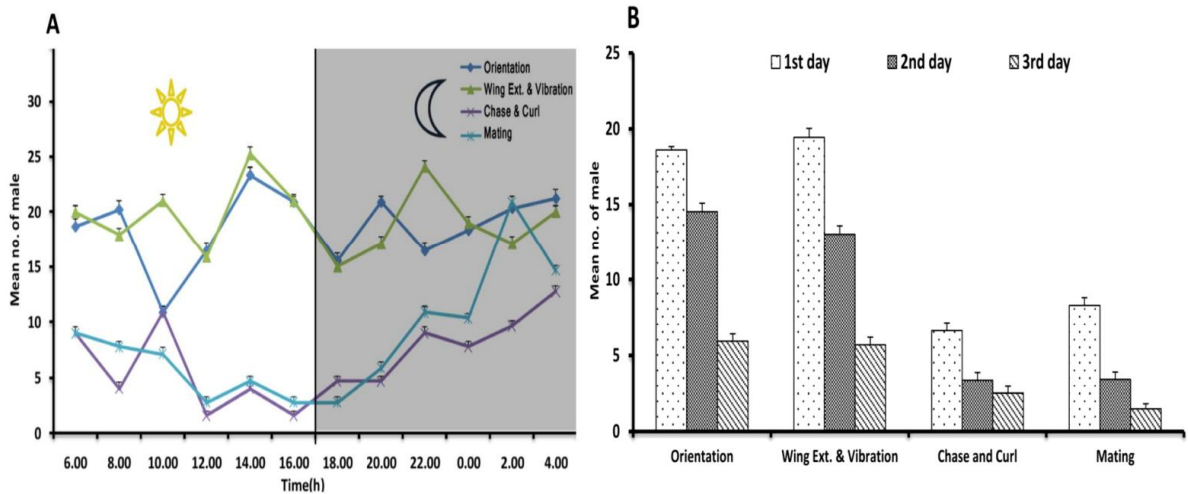 A
Mean no. of male
30
25
20
15
10
5
0
Orientation
Wing Ext. & Vibration
Chase & Curl
Mating
6.00 8.00 10.00 12.00 14.00 16.00 18.00 20.00 22.00 0.00 2.00 4.00
Time(h)
B
Mean no. of male
25
20
15
10
5
0
1st day 2nd day 3rd day
Orientation Wing Ext. & Vibration Chase and Curl Mating